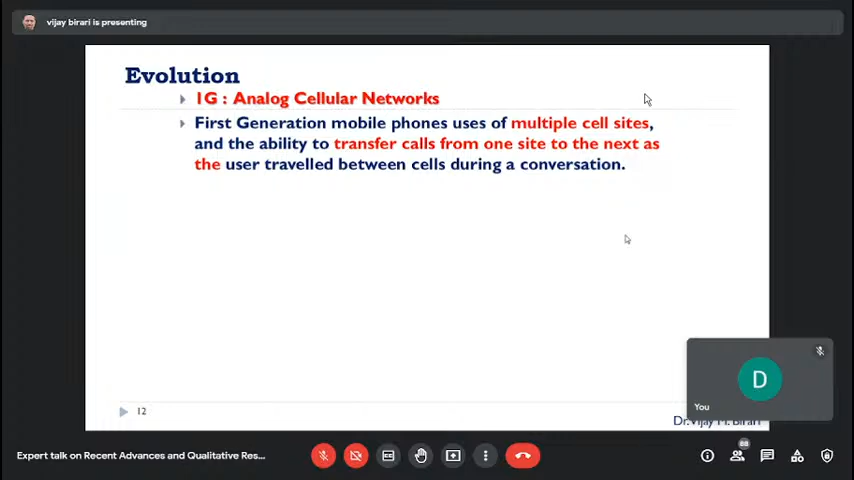 vijay birari is presenting
Evolution
1G : Analog Cellular Networks
First Generation mobile phones uses of multiple cell sites,
and the ability to transfer calls from one site to the next as
the user travelled between cells during a conversation.
D
You
12
Dr.Vijay M. Birari
88
Expert talk on Recent Advances and Qualitative Res...